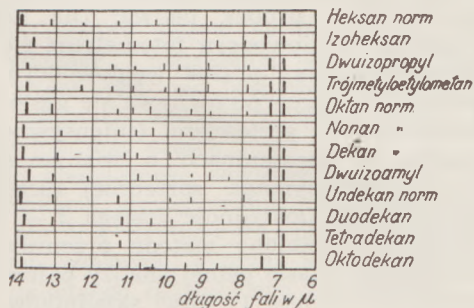 Heksan norm
Izoheksan
Dwuizopropyl
Trójmetyloetylometan
Oktan norm
Nonan "
Dekan "
Dwuizoamyl
Undekan norm
Duodekan
Tetradekan
Oktodekan
14 13 12 11 10 9 8 7 6
długość fali w μ